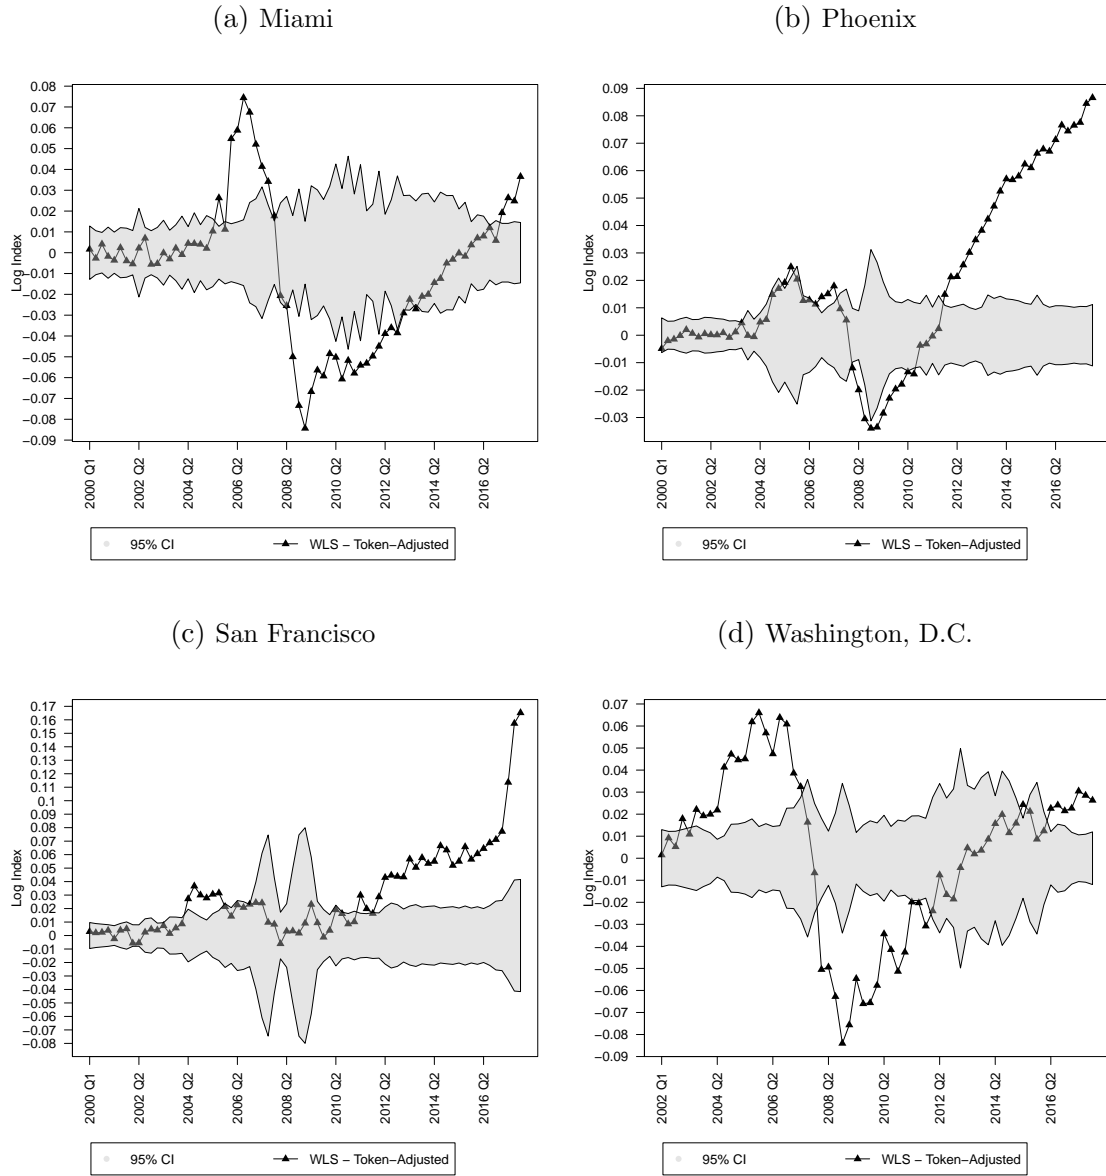 (a) Miami
(b) Phoenix
Log Index
0.08
0.07
0.06
0.05
0.04
0.03
0.02
0.01
0
−0.01
−0.02
−0.03
−0.04
−0.05
−0.06
−0.07
−0.08
−0.09
2000 Q1
2002 Q2
2004 Q2
2006 Q2
2008 Q2
2010 Q2
2012 Q2
2014 Q2
2016 Q2
95% CI
WLS − Token−Adjusted
Log Index
0.09
0.08
0.07
0.06
0.05
0.04
0.03
0.02
0.01
0
−0.01
−0.02
−0.03
2000 Q1
2002 Q2
2004 Q2
2006 Q2
2008 Q2
2010 Q2
2012 Q2
2014 Q2
2016 Q2
95% CI
WLS − Token−Adjusted
(c) San Francisco
(d) Washington, D.C.
Log Index
0.17
0.16
0.15
0.14
0.13
0.12
0.11
0.1
0.09
0.08
0.07
0.06
0.05
0.04
0.03
0.02
0.01
0
−0.01
−0.02
−0.03
−0.04
−0.05
−0.06
−0.07
−0.08
2000 Q1
2002 Q2
2004 Q2
2006 Q2
2008 Q2
2010 Q2
2012 Q2
2014 Q2
2016 Q2
95% CI
WLS − Token−Adjusted
Log Index
0.07
0.06
0.05
0.04
0.03
0.02
0.01
0
−0.01
−0.02
−0.03
−0.04
−0.05
−0.06
−0.07
−0.08
−0.09
2002 Q1
2004 Q2
2006 Q2
2008 Q2
2010 Q2
2012 Q2
2014 Q2
2016 Q2
95% CI
WLS − Token−Adjusted